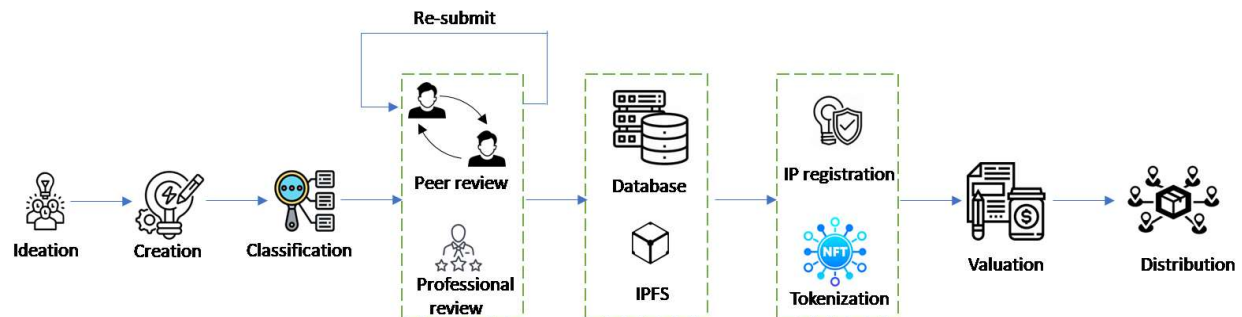 Re-submit
Ideation
Creation
Classification
Peer review
Professional
review
Database
IPFS
IP registration
NFT
Tokenization
$
Valuation
Distribution